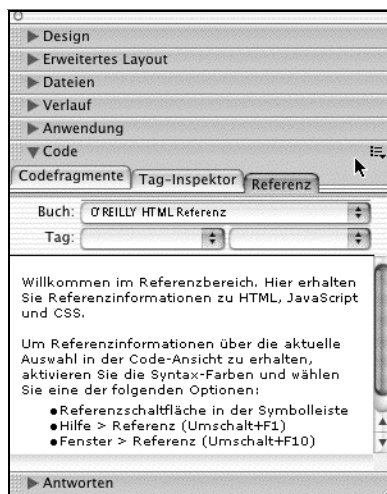 Design
Erweitertes Layout
Dateien
Verlauf
Anwendung
Code
Codefragmente Tag-Inspektor Referenz
Buch: O'REILLY HTML Referenz
Tag:
Willkommen im Referenzbereich. Hier erhalten
Sie Referenzinformationen zu HTML, JavaScript
und CSS.
Um Referenzinformationen über die aktuelle
Auswahl in der Code-Ansicht zu erhalten,
aktivieren Sie die Syntax-Farben und wählen
Sie eine der folgenden Optionen:
●Referenzschaltfläche in der Symbolleiste
●Hilfe > Referenz (Umschalt+F1)
●Fenster > Referenz (Umschalt+F10)
Antworten